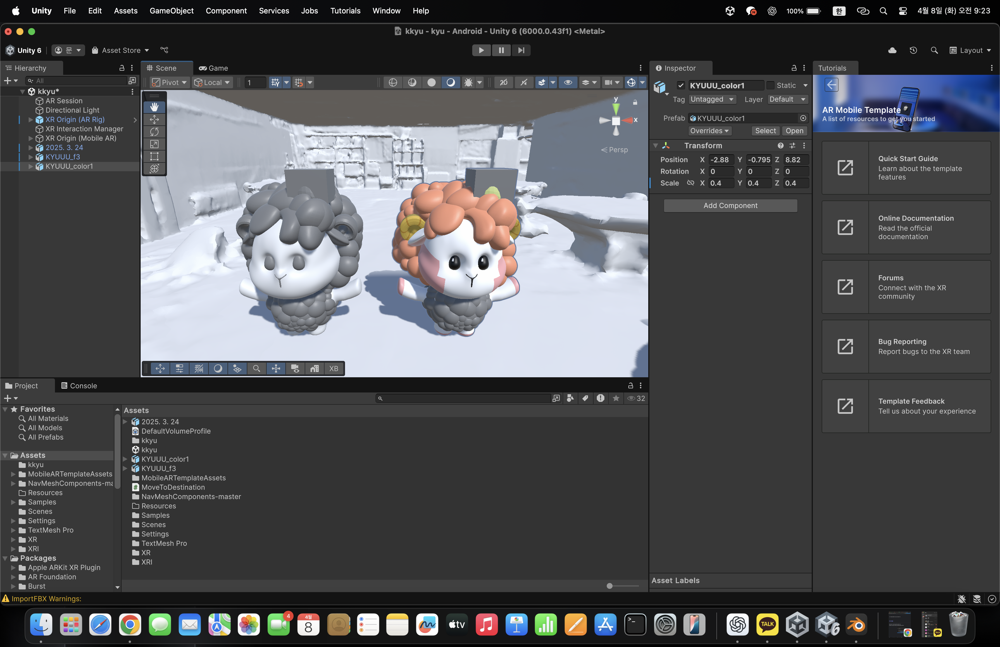 Unity File Edit Assets GameObject Component Services Jobs Tutorials Window Help 100% 한 4월 8일 (화) 오전 9:23
kkyu - kyu - Android - Unity 6 (6000.0.43f1) <Metal>
Unity 6 문 Asset Store Layout
Hierarchy
All
kkyu*
AR Session
Directional Light
XR Origin (AR Rig)
XR Interaction Manager
XR Origin (Mobile AR)
2025. 3. 24
KYUUU_f3
KYUUU_color1
Scene Game
Pivot Local 1 2D
y
x
Persp
XB
Inspector
KYUUU_color1 Static
Tag Untagged Layer Default
Prefab KYUUU_color1
Overrides Select Open
Transform
Position X -2.88 Y -0.795 Z 8.82
Rotation X 0 Y 0 Z 0
Scale X 0.4 Y 0.4 Z 0.4
Add Component
Asset Labels
Tutorials
AR Mobile Template
A list of resources to get you started
Quick Start Guide
Learn about the template
features
Online Documentation
Read the official
documentation
Forums
Connect with the XR
community
Bug Reporting
Report bugs to the XR team
Template Feedback
Tell us about your experience
Project Console
32
Favorites
All Materials
All Models
All Prefabs
Assets
kkyu
MobileARTemplateAssets
NavMeshComponents-ma
Resources
Samples
Scenes
Settings
TextMesh Pro
XR
XRI
Packages
Apple ARKit XR Plugin
AR Foundation
Burst
Assets
2025. 3. 24
DefaultVolumeProfile
kkyu
kkyu
KYUUU_color1
KYUUU_f3
MobileARTemplateAssets
MoveToDestination
NavMeshComponents-master
Resources
Samples
Scenes
Settings
TextMesh Pro
XR
XRI
ImportFBX Warnings:
4
4월
8
tv
TALK
6